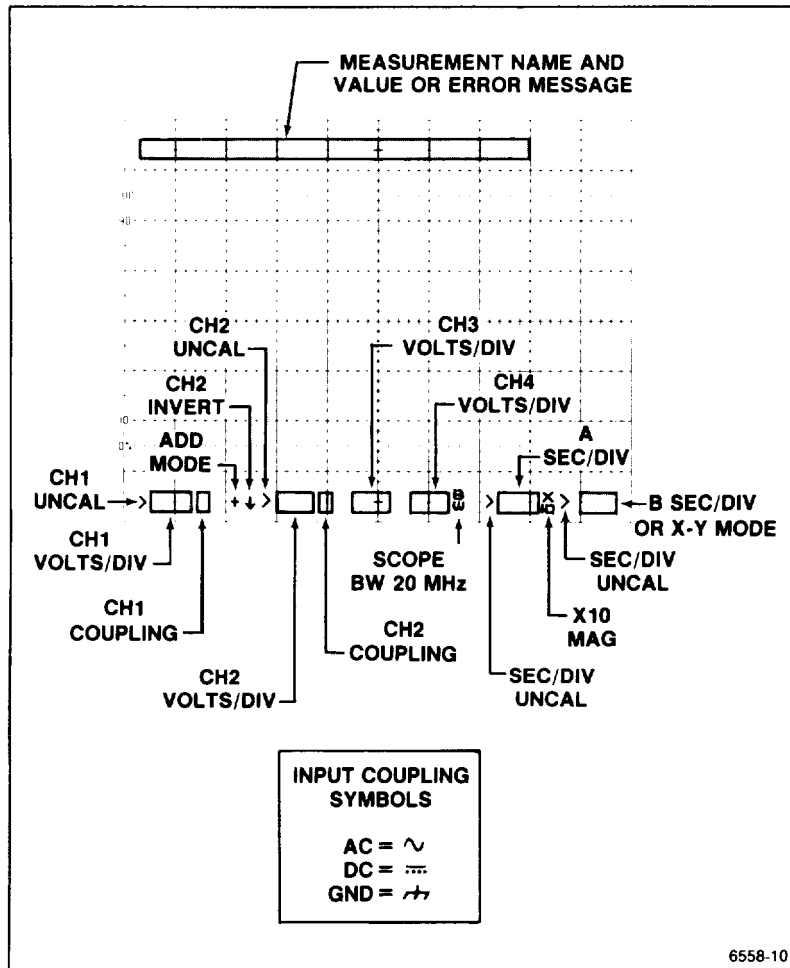 MEASUREMENT NAME AND
VALUE OR ERROR MESSAGE
CH2
UNCAL
CH3
VOLTS/DIV
CH2
INVERT
CH4
VOLTS/DIV
ADD
MODE
A
SEC/DIV
CH1
UNCAL
> + ↓ > BW > X10 >
B SEC/DIV
OR X-Y MODE
CH1
VOLTS/DIV
SCOPE
BW 20 MHz
SEC/DIV
UNCAL
CH1
COUPLING
CH2
COUPLING
X10
MAG
CH2
VOLTS/DIV
SEC/DIV
UNCAL
INPUT COUPLING
SYMBOLS
AC = ∿
DC = ⎓
GND =
6558-10